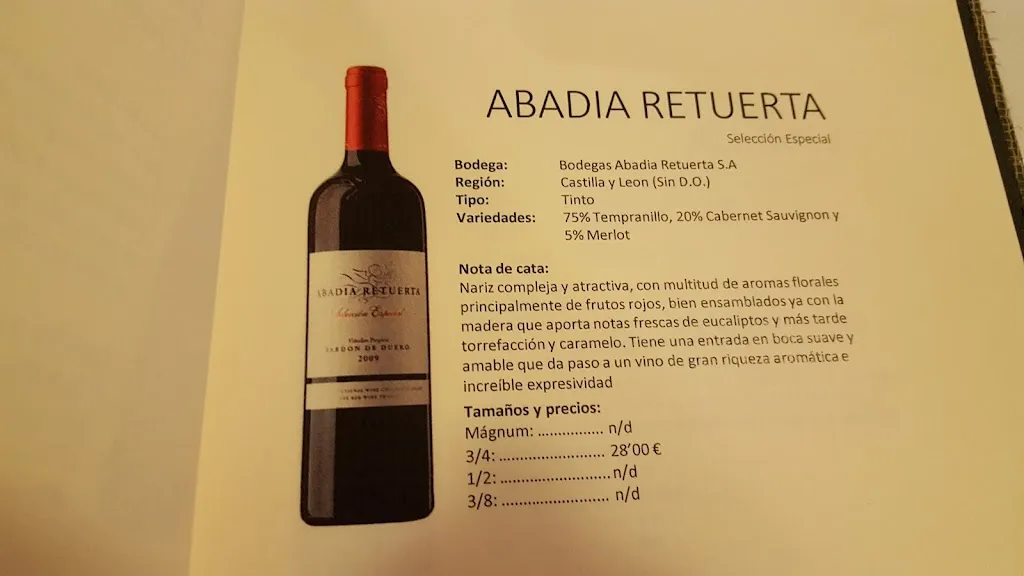 ABADIA RETUERTA
Selección Especial
Bodega: Bodegas Abadia Retuerta S.A
Región: Castilla y Leon (Sin D.O.)
Tipo: Tinto
Variedades: 75% Tempranillo, 20% Cabernet Sauvignon y
5% Merlot
Nota de cata:
Nariz compleja y atractiva, con multitud de aromas florales
principalmente de frutos rojos, bien ensamblados ya con la
madera que aporta notas frescas de eucaliptos y más tarde
torrefacción y caramelo. Tiene una entrada en boca suave y
amable que da paso a un vino de gran riqueza aromática e
increíble expresividad
Tamaños y precios:
Mágnum: ................ n/d
3/4: ......................... 28'00 €
1/2: ..........................n/d
3/8: ......................... n/d
ABADIA RETUERTA
Selección Especial
SARDON DE DUERO
2009